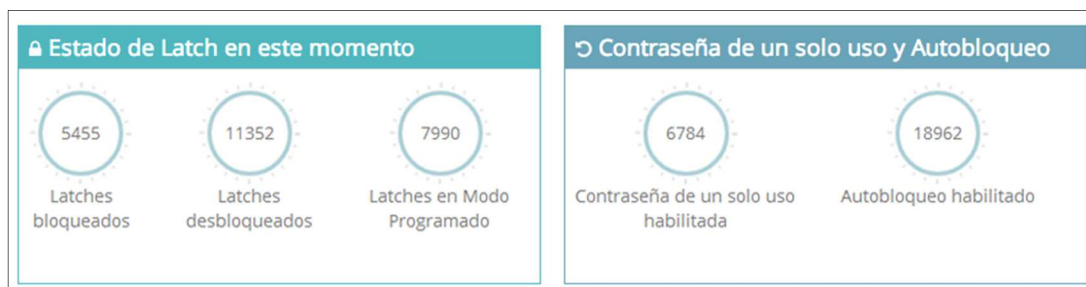 Estado de Latch en este momento
5455
11352
7990
Latches
bloqueados
Latches
desbloqueados
Latches en Modo
Programado
Contraseña de un solo uso y Autobloqueo
6784
18962
Contraseña de un solo uso
habilitada
Autobloqueo habilitado